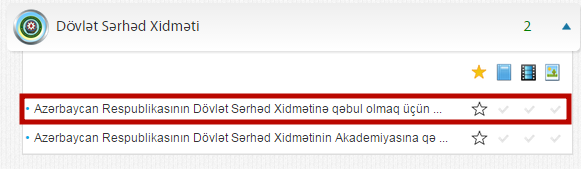 Dövlət Sərhəd Xidməti 2
Azərbaycan Respublikasının Dövlət Sərhəd Xidmətinə qəbul olmaq üçün ...
Azərbaycan Respublikasının Dövlət Sərhəd Xidmətinin Akademiyasına qə ...